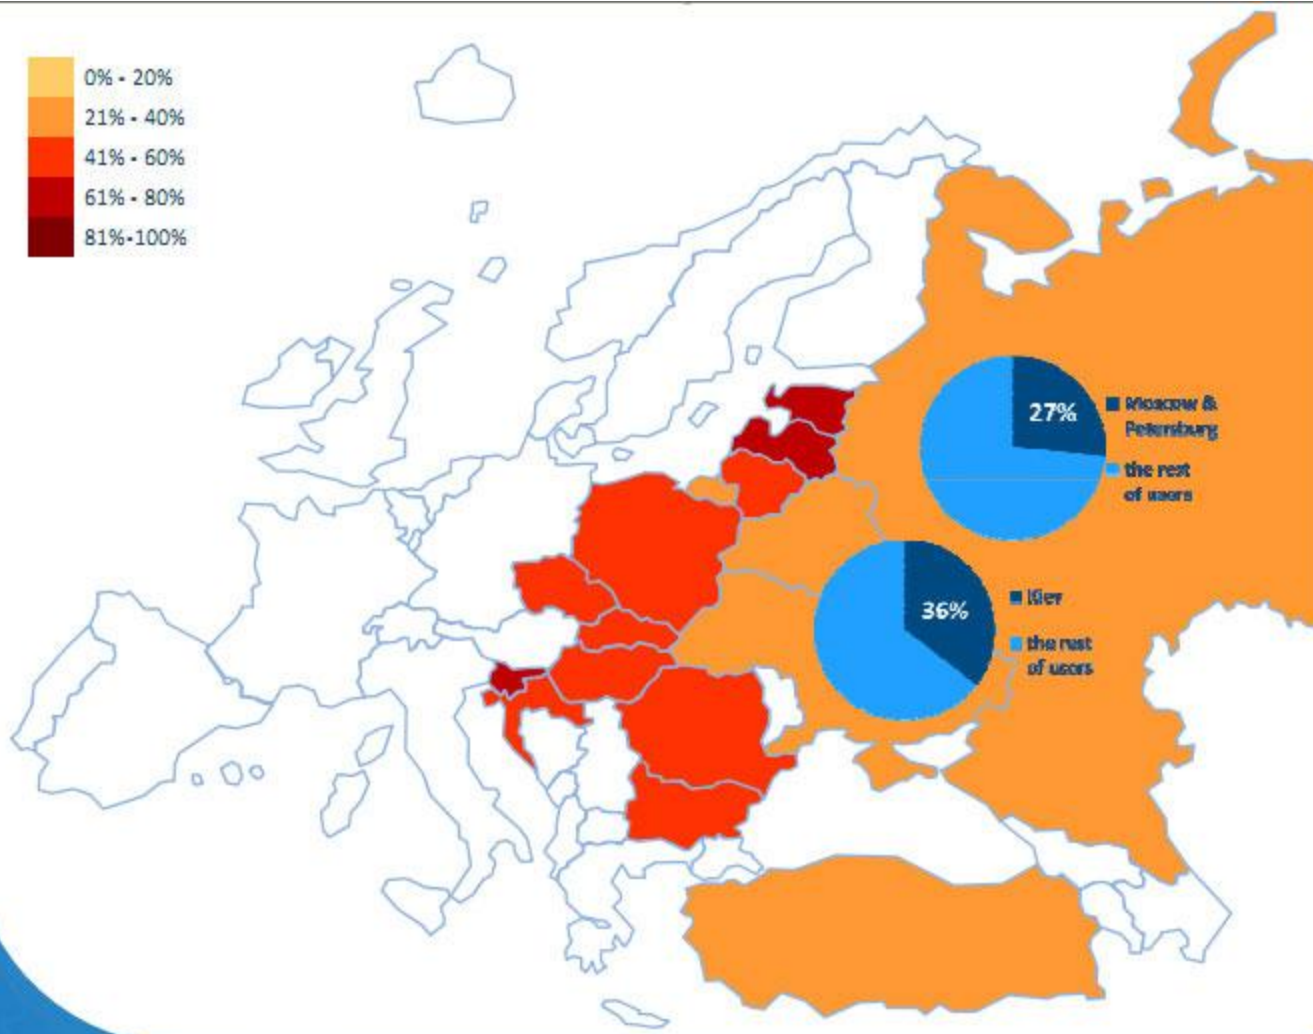 0% - 20%
21% - 40%
41% - 60%
61% - 80%
81%-100%
27%
Moscow &
Petersburg
the rest
of users
36%
Kiev
the rest
of users